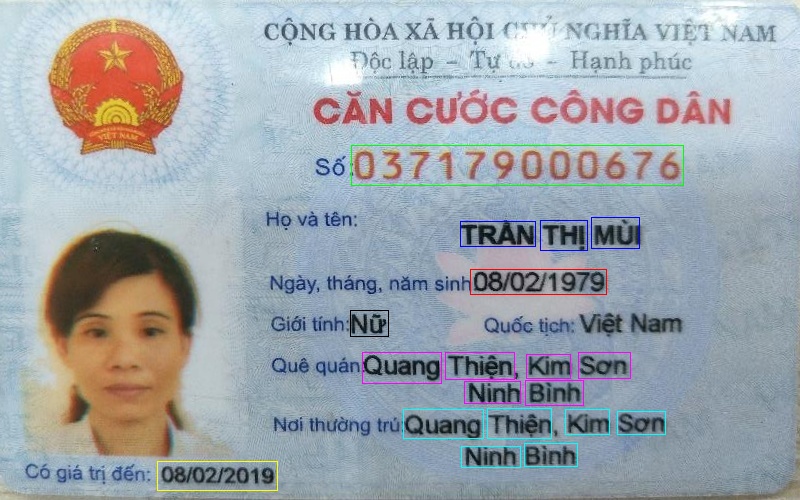 CỘNG HÒA XÃ HỘI CHỦ NGHĨA VIỆT NAM
Độc lập - Tự do - Hạnh phúc
CĂN CƯỚC CÔNG DÂN
Số: 037179000676
Họ và tên:
TRẦN THỊ MÙI
Ngày, tháng, năm sinh: 08/02/1979
Giới tính: Nữ Quốc tịch: Việt Nam
Quê quán: Quang Thiện, Kim Sơn
Ninh Bình
Nơi thường trú: Quang Thiện, Kim Sơn
Ninh Bình
Có giá trị đến: 08/02/2019
VIỆT NAM